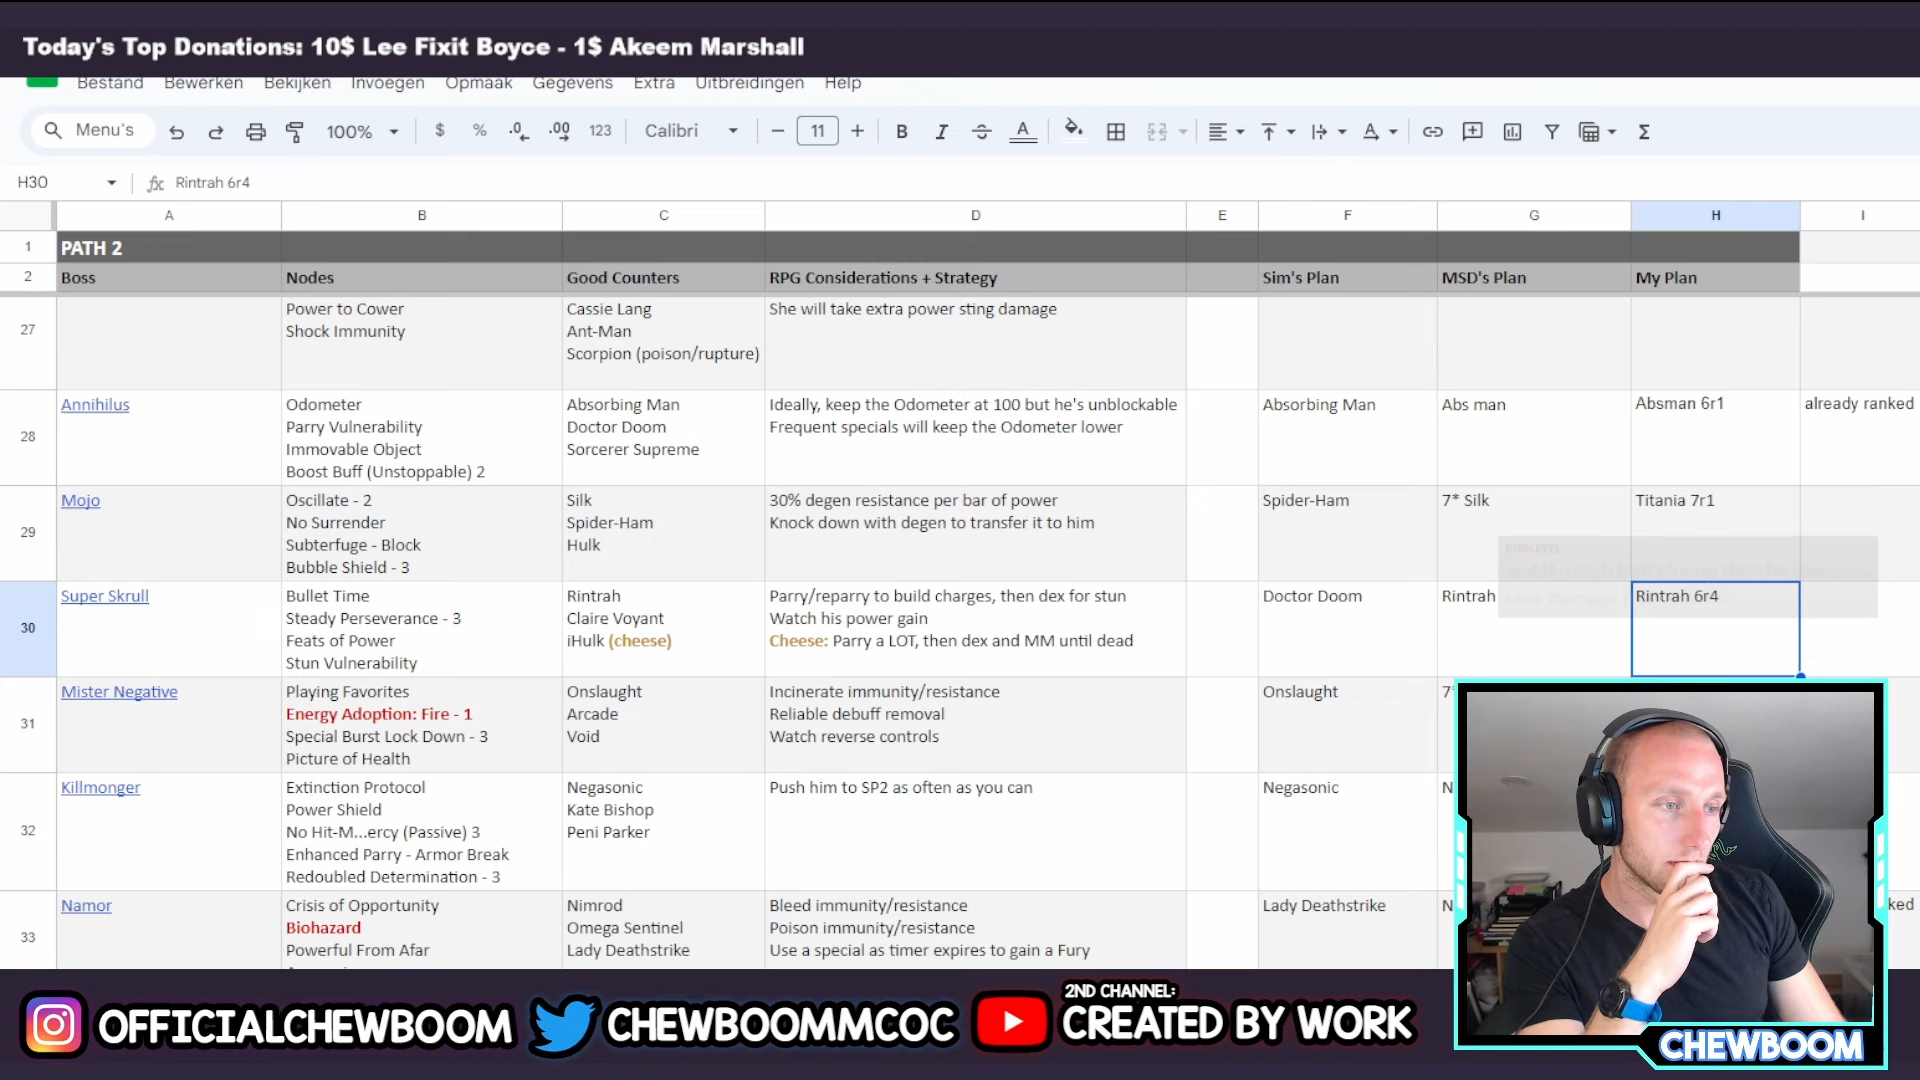 Today's Top Donations: 10$ Lee Fixit Boyce - 1$ Akeem Marshall
Bestand Bewerken Bekijken Invoegen Opmaak Gegevens Extra Uitbreidingen Help
Menu's 100% $ % .0 .00 123 Calibri 11 B I A
H30 Rintrah 6r4
A B C D E F G H I
1 PATH 2
2 Boss Nodes Good Counters RPG Considerations + Strategy Sim's Plan MSD's Plan My Plan
Power to Cower Cassie Lang She will take extra power sting damage
27 Shock Immunity Ant-Man
Scorpion (poison/rupture)
Annihilus Odometer Absorbing Man Ideally, keep the Odometer at 100 but he's unblockable Absorbing Man Abs man Absman 6r1 already ranked
Parry Vulnerability Doctor Doom Frequent specials will keep the Odometer lower
28 Immovable Object Sorcerer Supreme
Boost Buff (Unstoppable) 2
Mojo Oscillate - 2 Silk 30% degen resistance per bar of power Spider-Ham 7* Silk Titania 7r1
No Surrender Spider-Ham Knock down with degen to transfer it to him
29 Subterfuge - Block Hulk
Bubble Shield - 3
Super Skrull Bullet Time Rintrah Parry/reparry to build charges, then dex for stun Doctor Doom Rintrah Rintrah 6r4
30 Steady Perseverance - 3 Claire Voyant Watch his power gain
Feats of Power iHulk (cheese) Cheese: Parry a LOT, then dex and MM until dead
Stun Vulnerability
Mister Negative Playing Favorites Onslaught Incinerate immunity/resistance Onslaught 7*
31 Energy Adoption: Fire - 1 Arcade Reliable debuff removal
Special Burst Lock Down - 3 Void Watch reverse controls
Picture of Health
Killmonger Extinction Protocol Negasonic Push him to SP2 as often as you can Negasonic N
Power Shield Kate Bishop
32 No Hit-M...ercy (Passive) 3 Peni Parker
Enhanced Parry - Armor Break
Redoubled Determination - 3
Namor Crisis of Opportunity Nimrod Bleed immunity/resistance Lady Deathstrike N ked
33 Biohazard Omega Sentinel Poison immunity/resistance
Powerful From Afar Lady Deathstrike Use a special as timer expires to gain a Fury
OFFICIALCHEWBOOM CHEWBOOMMCOC 2ND CHANNEL: CREATED BY WORK
CHEWBOOM